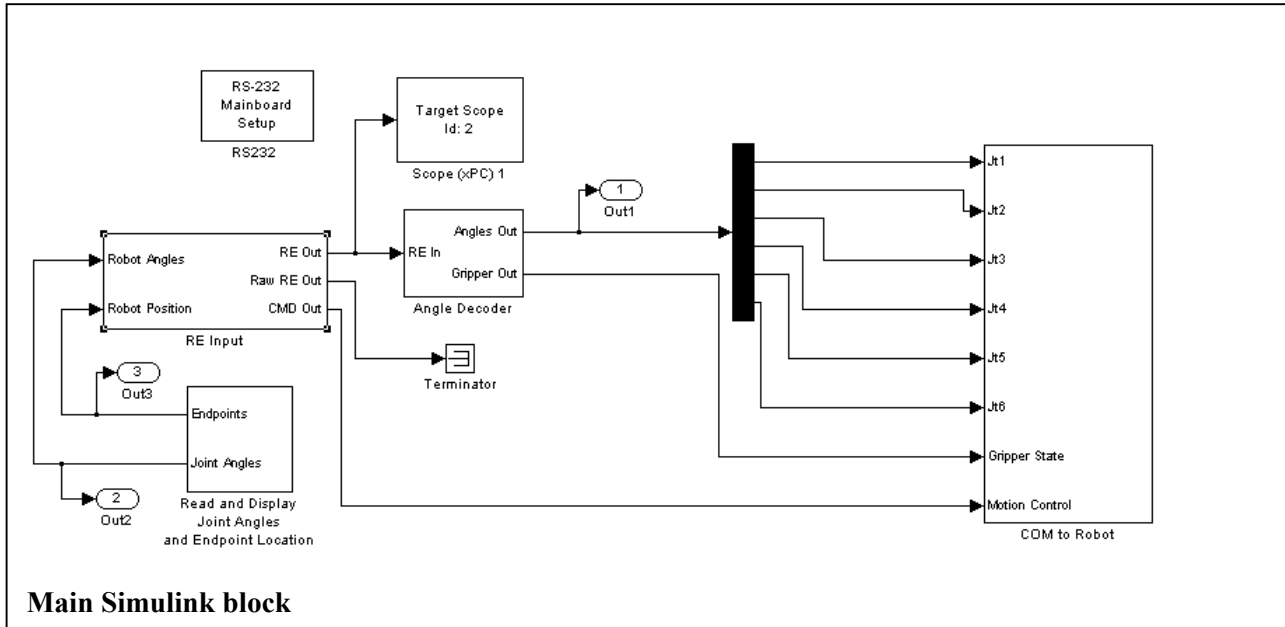 RS-232
Mainboard
Setup
RS232
Target Scope
Id: 2
Scope (xPC) 1
Robot Angles
Robot Position
RE Out
Raw RE Out
CMD Out
RE Input
RE In
Angles Out
Gripper Out
Angle Decoder
1
Out1
Terminator
3
Out3
Endpoints
Joint Angles
2
Out2
Read and Display
Joint Angles
and Endpoint Location
Jt1
Jt2
Jt3
Jt4
Jt5
Jt6
Gripper State
Motion Control
COM to Robot
Main Simulink block